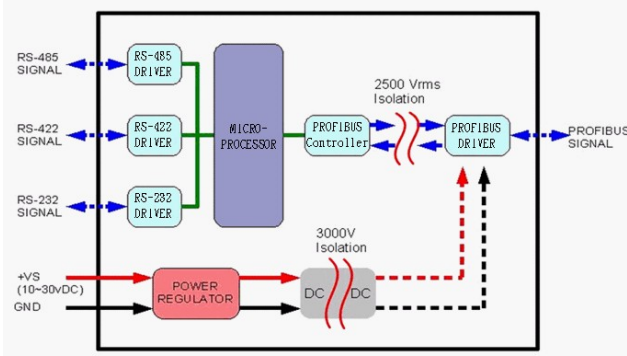 RS-485
SIGNAL
RS-485
DRIVER
RS-422
SIGNAL
RS-422
DRIVER
RS-232
SIGNAL
RS-232
DRIVER
MICRO-
PROCESSOR
PROFIBUS
Controller
2500 Vrms
Isolation
PROFIBUS
DRIVER
PROFIBUS
SIGNAL
+VS
(10~30vDC)
GND
POWER
REGULATOR
3000V
Isolation
DC DC